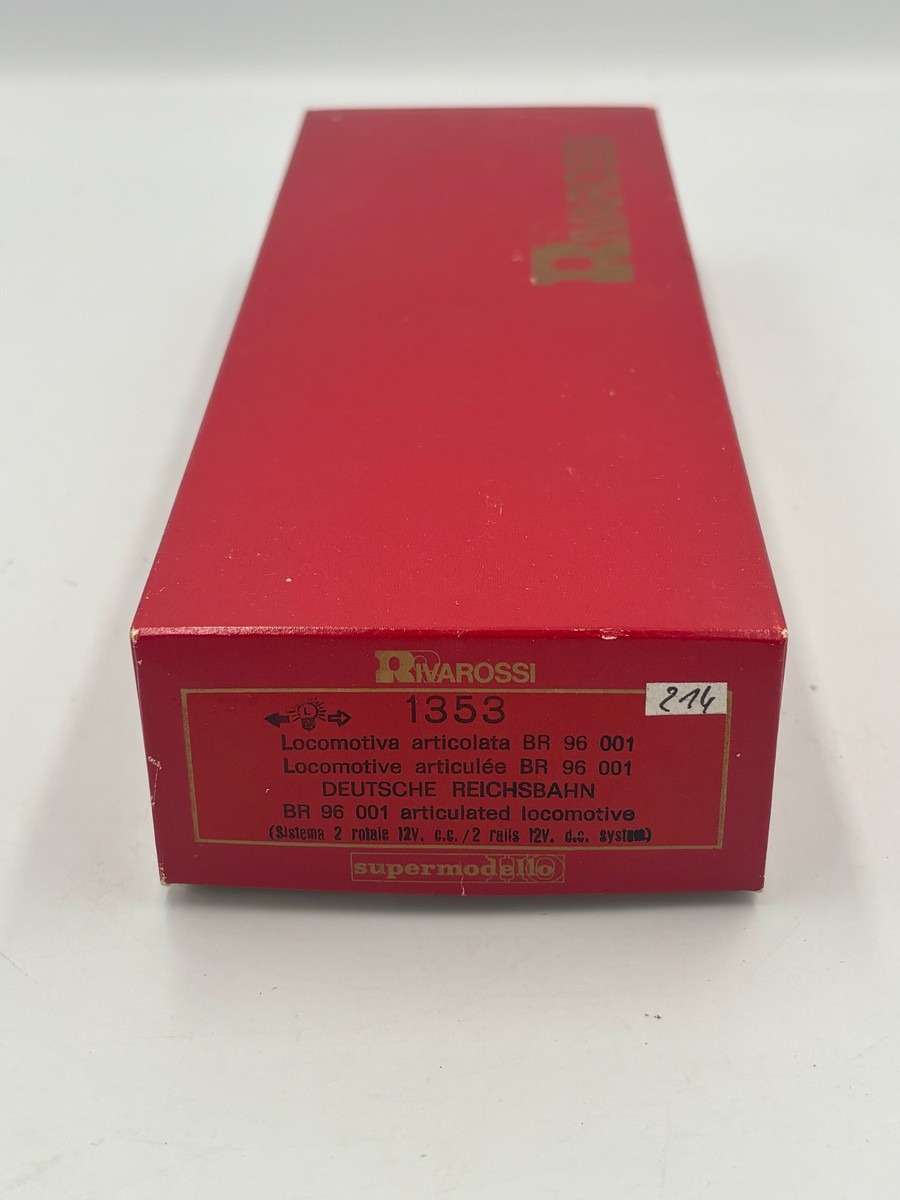 RIVAROSSI
RIVAROSSI
1353
214
Locomotiva articolata BR 96 001
Locomotive articulée BR 96 001
DEUTSCHE REICHSBAHN
BR 96 001 articulated locomotive
(Sistema 2 rotaie 12V. c.c./2 rails 12V. d.c. system)
supermodello